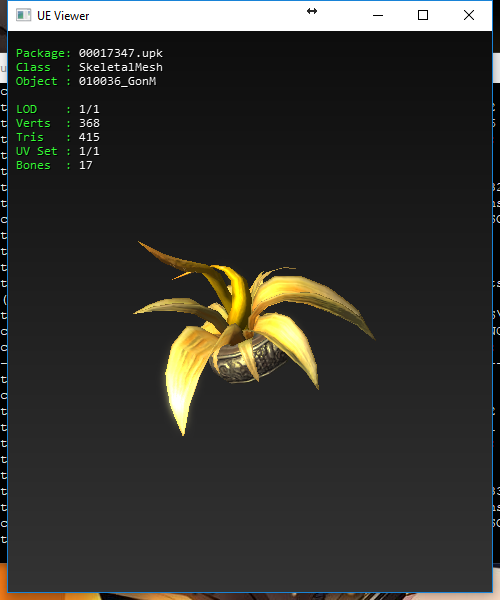 UE Viewer
Package: 00017347.upk
Class : SkeletalMesh
Object : 010036_GonM
LOD : 1/1
Verts : 368
Tris : 415
UV Set : 1/1
Bones : 17